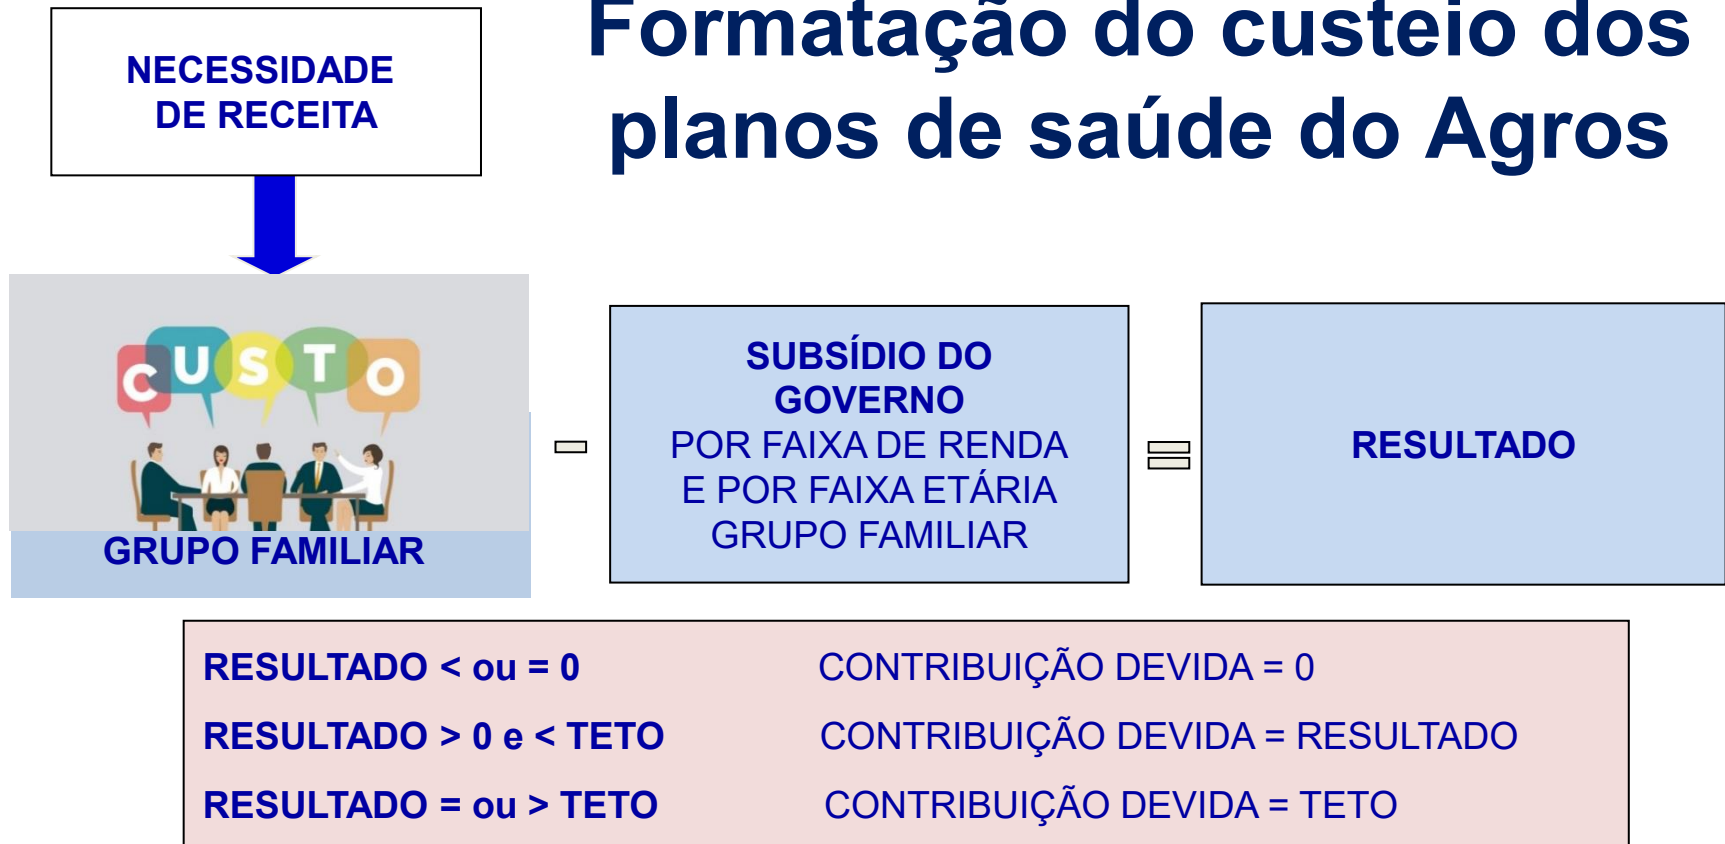 Formatação do custeio dos
planos de saúde do Agros
NECESSIDADE
DE RECEITA
CUSTO
GRUPO FAMILIAR
-
SUBSÍDIO DO
GOVERNO
POR FAIXA DE RENDA
E POR FAIXA ETÁRIA
GRUPO FAMILIAR
=
RESULTADO
RESULTADO < ou = 0 CONTRIBUIÇÃO DEVIDA = 0
RESULTADO > 0 e < TETO CONTRIBUIÇÃO DEVIDA = RESULTADO
RESULTADO = ou > TETO CONTRIBUIÇÃO DEVIDA = TETO